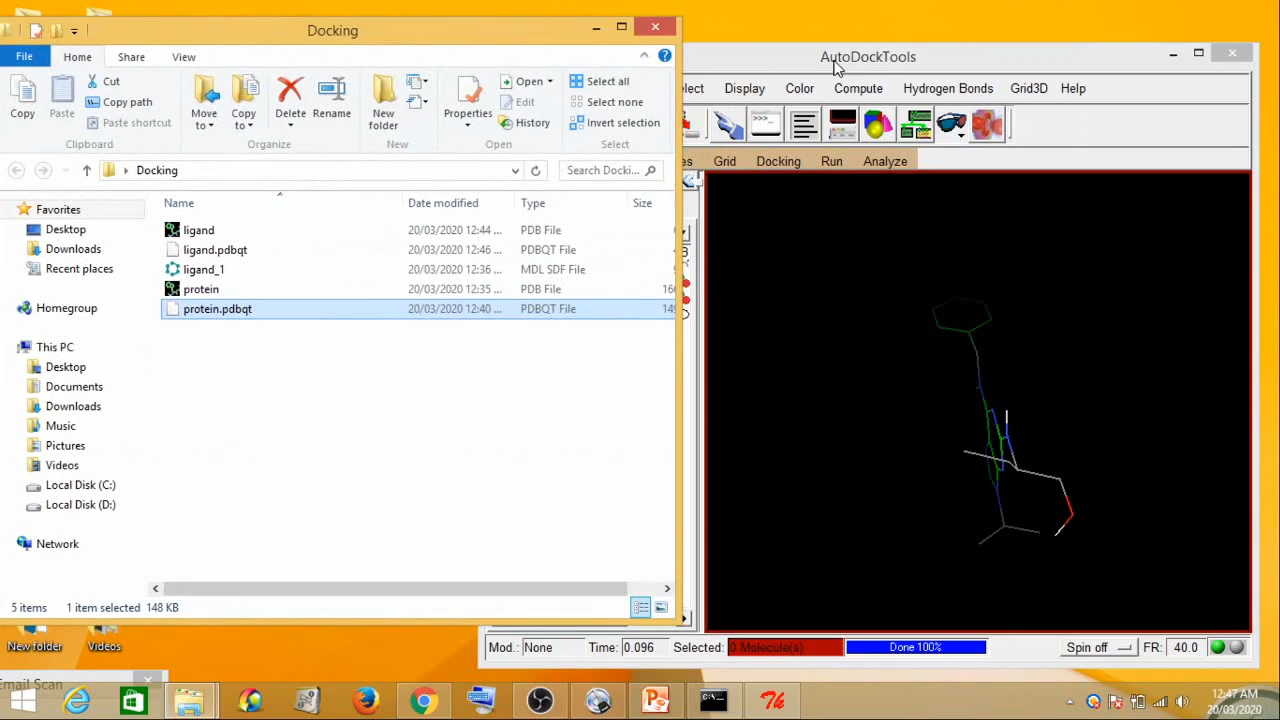 Docking
File
Home
Share
View
Copy
Paste
Cut
Copy path
Paste shortcut
Clipboard
Move to
Copy to
Delete
Rename
Organize
New folder
New
Properties
Open
Edit
History
Open
Select all
Select none
Invert selection
Select
Docking
Search Docki...
Name
Date modified
Type
Size
ligand 20/03/2020 12:44 ... PDB File
ligand.pdbqt 20/03/2020 12:46 ... PDBQT File
ligand_1 20/03/2020 12:36 ... MDL SDF File
protein 20/03/2020 12:35 ... PDB File
protein.pdbqt 20/03/2020 12:40 ... PDBQT File
Favorites
Desktop
Downloads
Recent places
Homegroup
This PC
Desktop
Documents
Downloads
Music
Pictures
Videos
Local Disk (C:)
Local Disk (D:)
Network
5 items 1 item selected 148 KB
AutoDockTools
Display Color Compute Hydrogen Bonds Grid3D Help
Grid Docking Run Analyze
Mod.: None Time: 0.096 Selected: 0 Molecule(s) Done 100% Spin off FR: 40.0
New folder
Videos
Email Scan
12:47 AM
20/03/2020